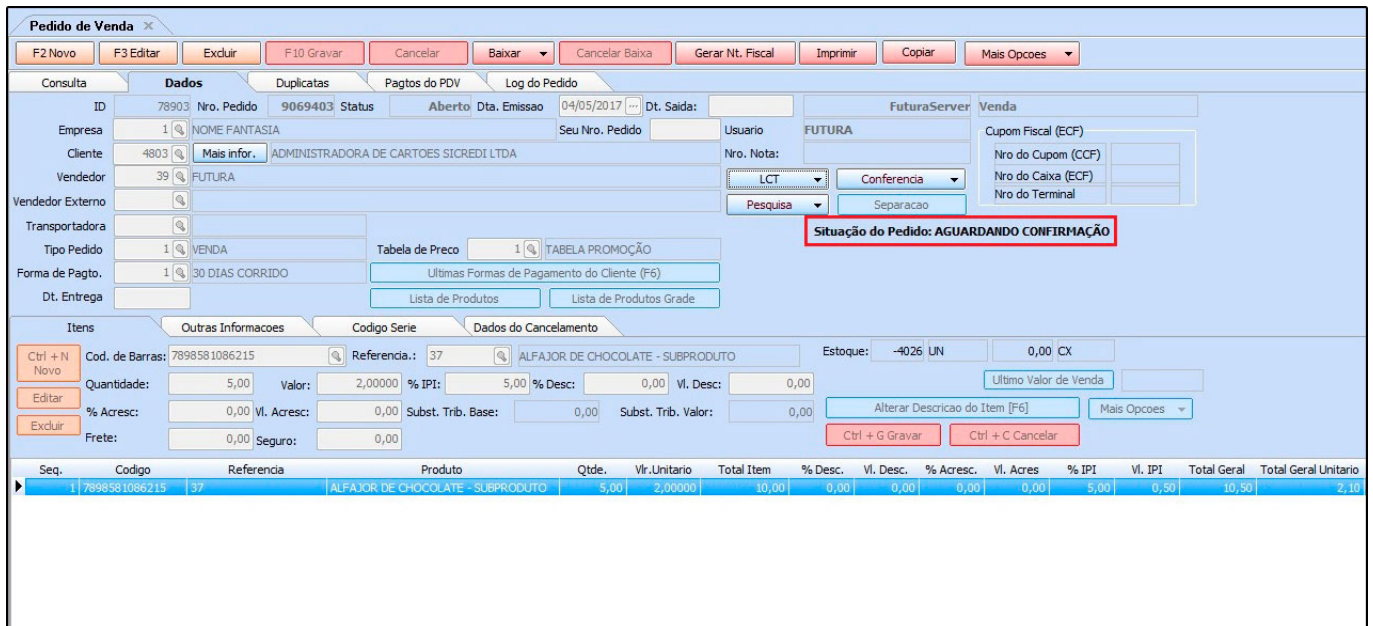 Pedido de Venda ×
F2 Novo F3 Editar Excluir F10 Gravar Cancelar Baixar Cancelar Baixa Gerar Nt. Fiscal Imprimir Copiar Mais Opcoes
Consulta Dados Duplicatas Pagtos do PDV Log do Pedido
ID 78903 Nro. Pedido 9069403 Status Aberto Dta. Emissao 04/05/2017 ... Dt. Saida: FuturaServer Venda
Empresa 1 NOME FANTASIA Seu Nro. Pedido Usuario FUTURA Cupom Fiscal (ECF)
Cliente 4803 Mais infor. ADMINISTRADORA DE CARTOES SICREDI LTDA Nro. Nota: Nro do Cupom (CCF)
Vendedor 39 FUTURA LCT Conferencia Nro do Caixa (ECF)
Vendedor Externo Pesquisa Separacao Nro do Terminal
Transportadora Situação do Pedido: AGUARDANDO CONFIRMAÇÃO
Tipo Pedido 1 VENDA Tabela de Preco 1 TABELA PROMOÇÃO
Forma de Pagto. 1 30 DIAS CORRIDO Ultimas Formas de Pagamento do Cliente (F6)
Dt. Entrega Lista de Produtos Lista de Produtos Grade
Itens Outras Informacoes Codigo Serie Dados do Cancelamento
Ctrl + N Novo Cod. de Barras: 7898581086215 Referencia.: 37 ALFAJOR DE CHOCOLATE - SUBPRODUTO Estoque: -4026 UN 0,00 CX
Editar Quantidade: 5,00 Valor: 2,00000 % IPI: 5,00 % Desc: 0,00 Vl. Desc: 0,00 Ultimo Valor de Venda
Excluir % Acresc: 0,00 Vl. Acresc: 0,00 Subst. Trib. Base: 0,00 Subst. Trib. Valor: 0,00 Alterar Descricao do Item [F6] Mais Opcoes
Frete: 0,00 Seguro: 0,00 Ctrl + G Gravar Ctrl + C Cancelar
Seq. Codigo Referencia Produto Qtde. Vlr.Unitario Total Item % Desc. Vl. Desc. % Acresc. Vl. Acres % IPI Vl. IPI Total Geral Total Geral Unitario
1 7898581086215 37 ALFAJOR DE CHOCOLATE - SUBPRODUTO 5,00 2,00000 10,00 0,00 0,00 0,00 0,00 5,00 0,50 10,50 2,10